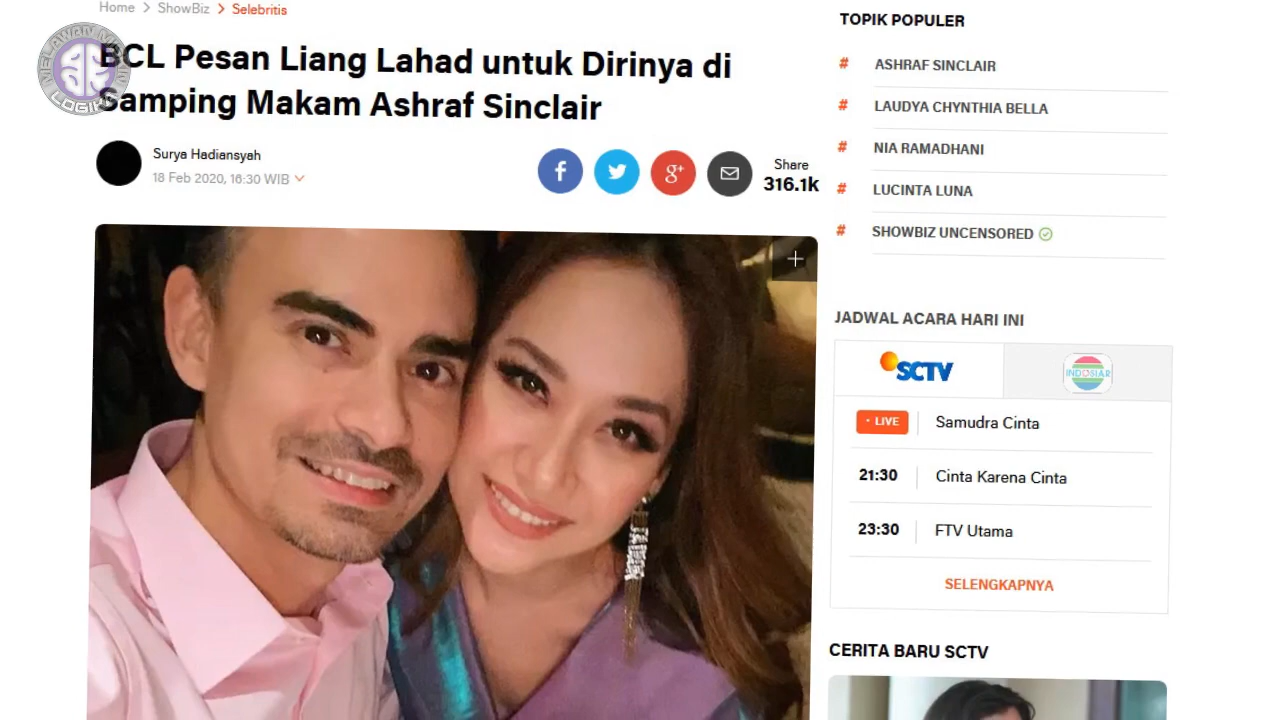 Home > ShowBiz > Selebritis
BCL Pesan Liang Lahad untuk Dirinya di
Samping Makam Ashraf Sinclair
Surya Hadiansyah
18 Feb 2020, 16:30 WIB
Share
316.1k
MELAWAN
LOGIKA
TOPIK POPULER
# ASHRAF SINCLAIR
# LAUDYA CHYNTHIA BELLA
# NIA RAMADHANI
# LUCINTA LUNA
# SHOWBIZ UNCENSORED
JADWAL ACARA HARI INI
SCTV
INDOSIAR
LIVE Samudra Cinta
21:30 Cinta Karena Cinta
23:30 FTV Utama
SELENGKAPNYA
CERITA BARU SCTV